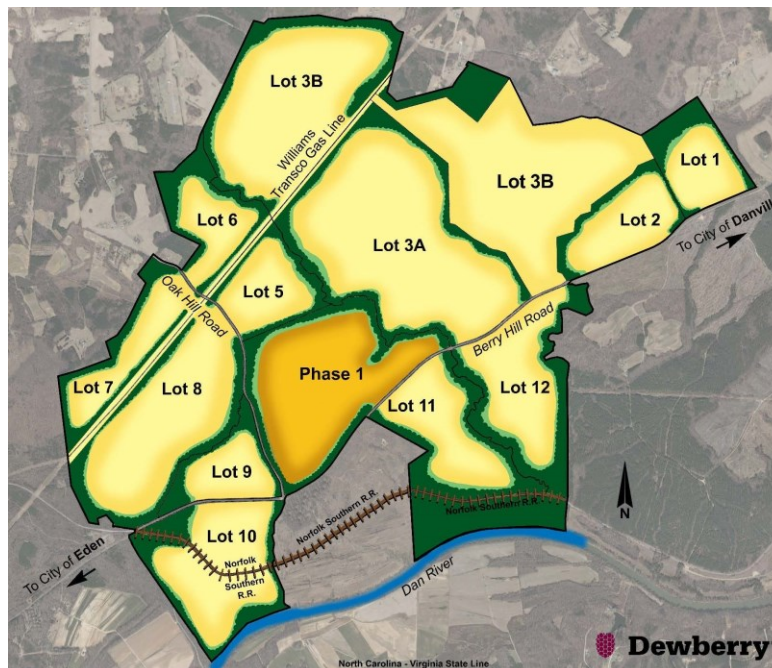 Lot 3B
Williams
Transco Gas Line
Lot 1
Lot 3B
Lot 6
Lot 2
Lot 3A
To City of Danvill
Lot 5
Oak Hill Road
Berry Hill Road
Phase 1
Lot 7
Lot 8
Lot 12
Lot 11
Lot 9
N
Norfolk Southern R.R.
Norfolk Southern R.R.
Lot 10
Norfolk
Southern
R.R.
To City of Eden
Dan River
Dewberry
North Carolina - Virginia State Line